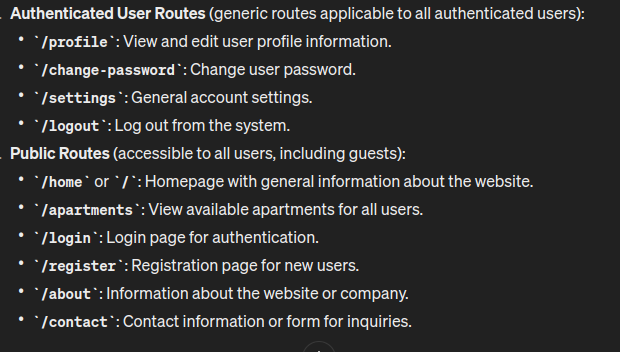 Authenticated User Routes (generic routes applicable to all authenticated users):
• `/profile`: View and edit user profile information.
• `/change-password`: Change user password.
• `/settings`: General account settings.
• `/logout`: Log out from the system.
Public Routes (accessible to all users, including guests):
• `/home` or `/`: Homepage with general information about the website.
• `/apartments`: View available apartments for all users.
• `/login`: Login page for authentication.
• `/register`: Registration page for new users.
• `/about`: Information about the website or company.
• `/contact`: Contact information or form for inquiries.